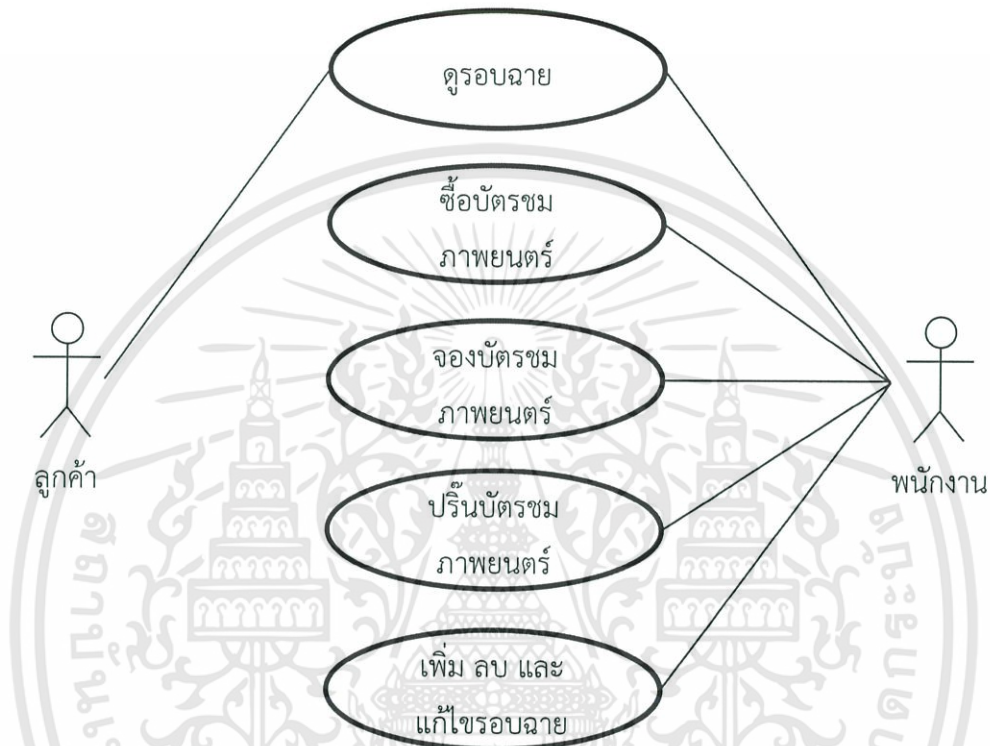 ดูรอบฉาย
ซื้อบัตรชม
ภาพยนตร์
จองบัตรชม
ภาพยนตร์
ลูกค้า
พนักงาน
ปริ๊นบัตรชม
ภาพยนตร์
เพิ่ม ลบ และ
แก้ไขรอบฉาย